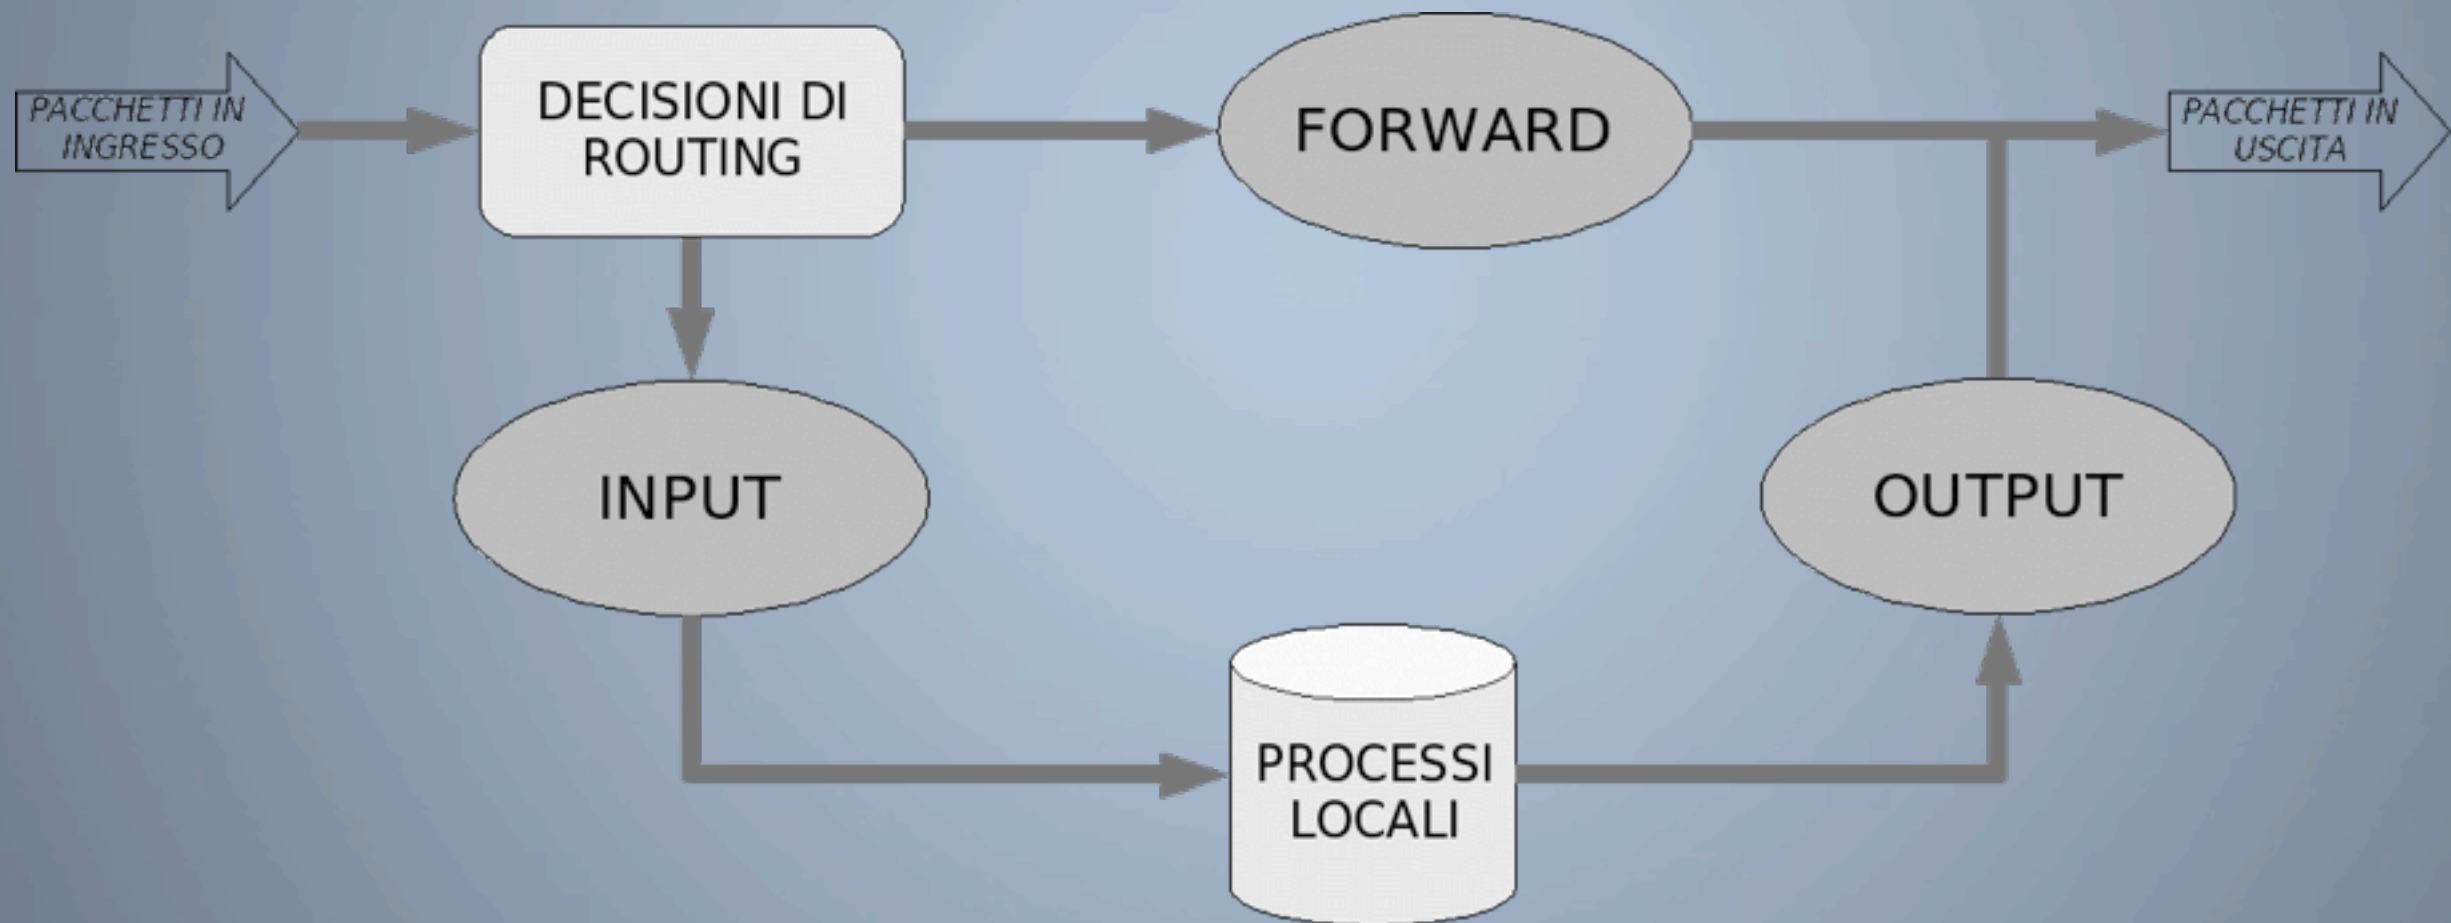 PACCHETTI IN
INGRESSO
DECISIONI DI
ROUTING
FORWARD
PACCHETTI IN
USCITA
INPUT
OUTPUT
PROCESSI
LOCALI